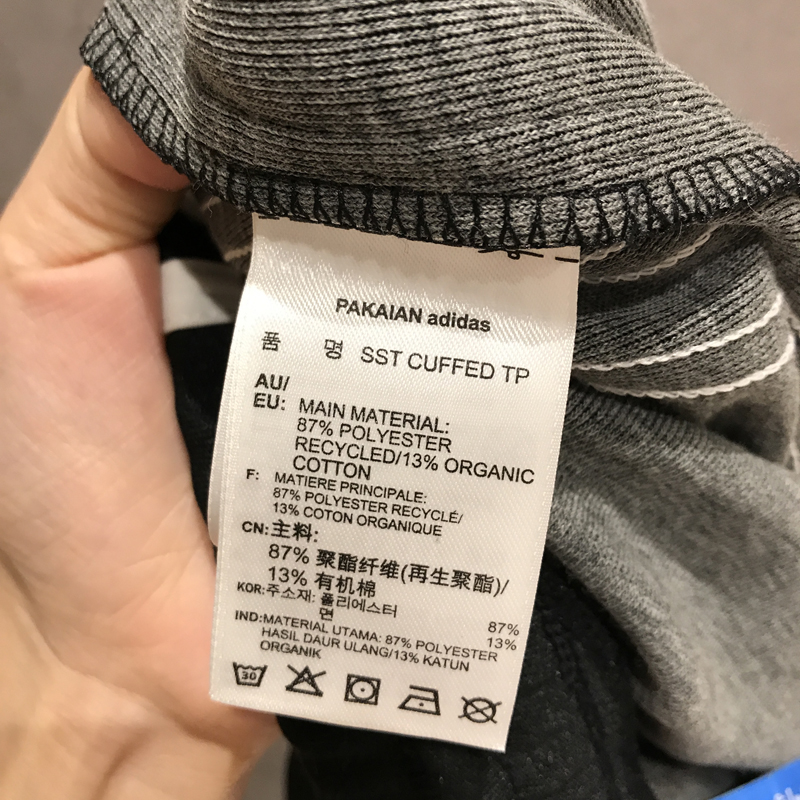 PAKAIAN adidas
품 명 SST CUFFED TP
AU/
EU: MAIN MATERIAL:
87% POLYESTER
RECYCLED/13% ORGANIC
COTTON
F: MATIERE PRINCIPALE:
87% POLYESTER RECYCLÉ/
13% COTON ORGANIQUE
CN:主料:
87% 聚酯纤维(再生聚酯)/
13% 有机棉
KOR:주소재: 폴리에스터 87%
면 13%
IND:MATERIAL UTAMA: 87% POLYESTER
HASIL DAUR ULANG/13% KATUN
ORGANIK
30